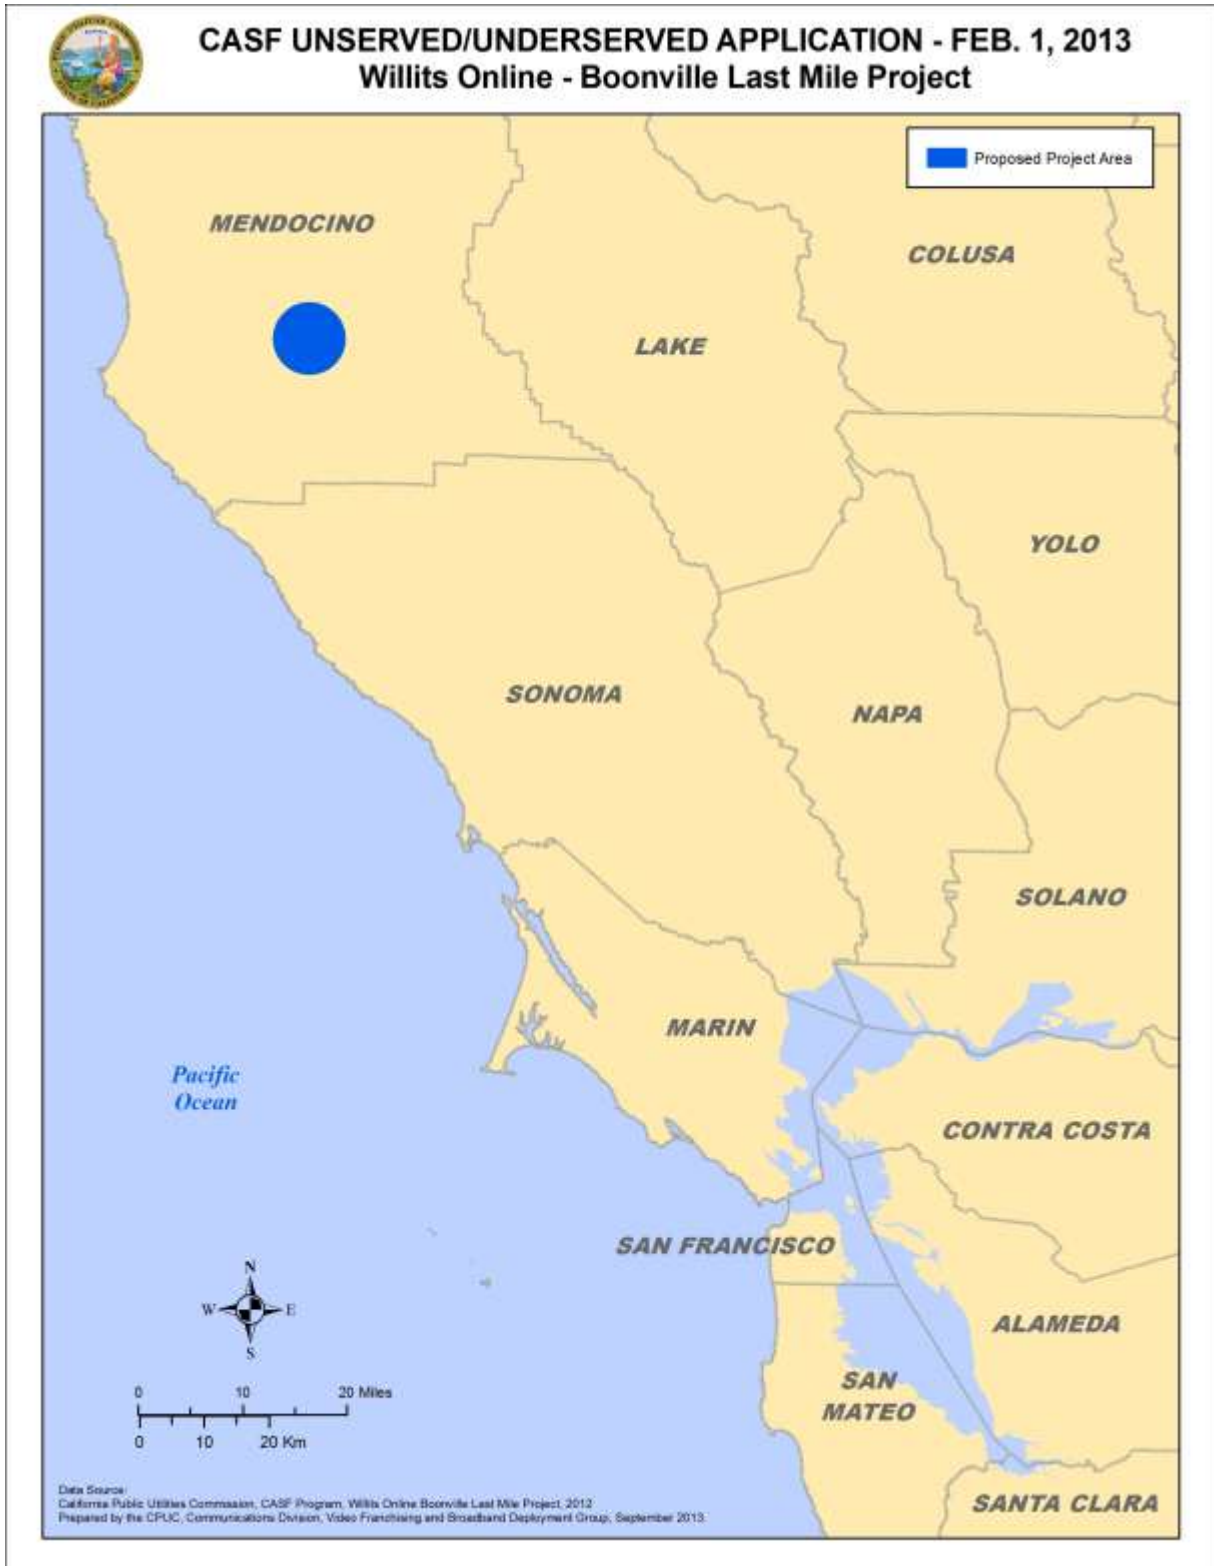 CASF UNSERVED/UNDERSERVED APPLICATION - FEB. 1, 2013
Willits Online - Boonville Last Mile Project
Proposed Project Area
MENDOCINO
COLUSA
LAKE
YOLO
SONOMA
NAPA
SOLANO
MARIN
Pacific
Ocean
CONTRA COSTA
SAN FRANCISCO
N
W
E
S
ALAMEDA
SAN
MATEO
0 10 20 Miles
0 10 20 Km
SANTA CLARA
Data Source:
California Public Utilities Commission, CASF Program, Willits Online Boonville Last Mile Project, 2012
Prepared by the CPUC, Communications Division, Video Franchising and Broadband Deployment Group, September 2013